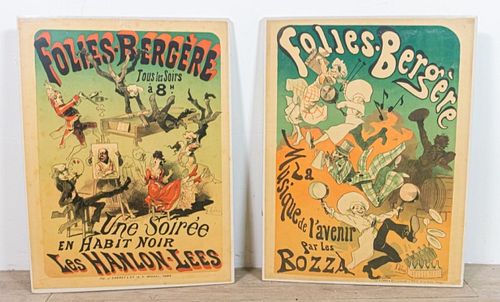 FOLIES-BERGÈRE
Tous les Soirs
à 8H.
Une Soirée
EN HABIT NOIR
Les HANLON-LEES
Folies-Bergère
La
Musique de l'avenir
Par Les
BOZZA